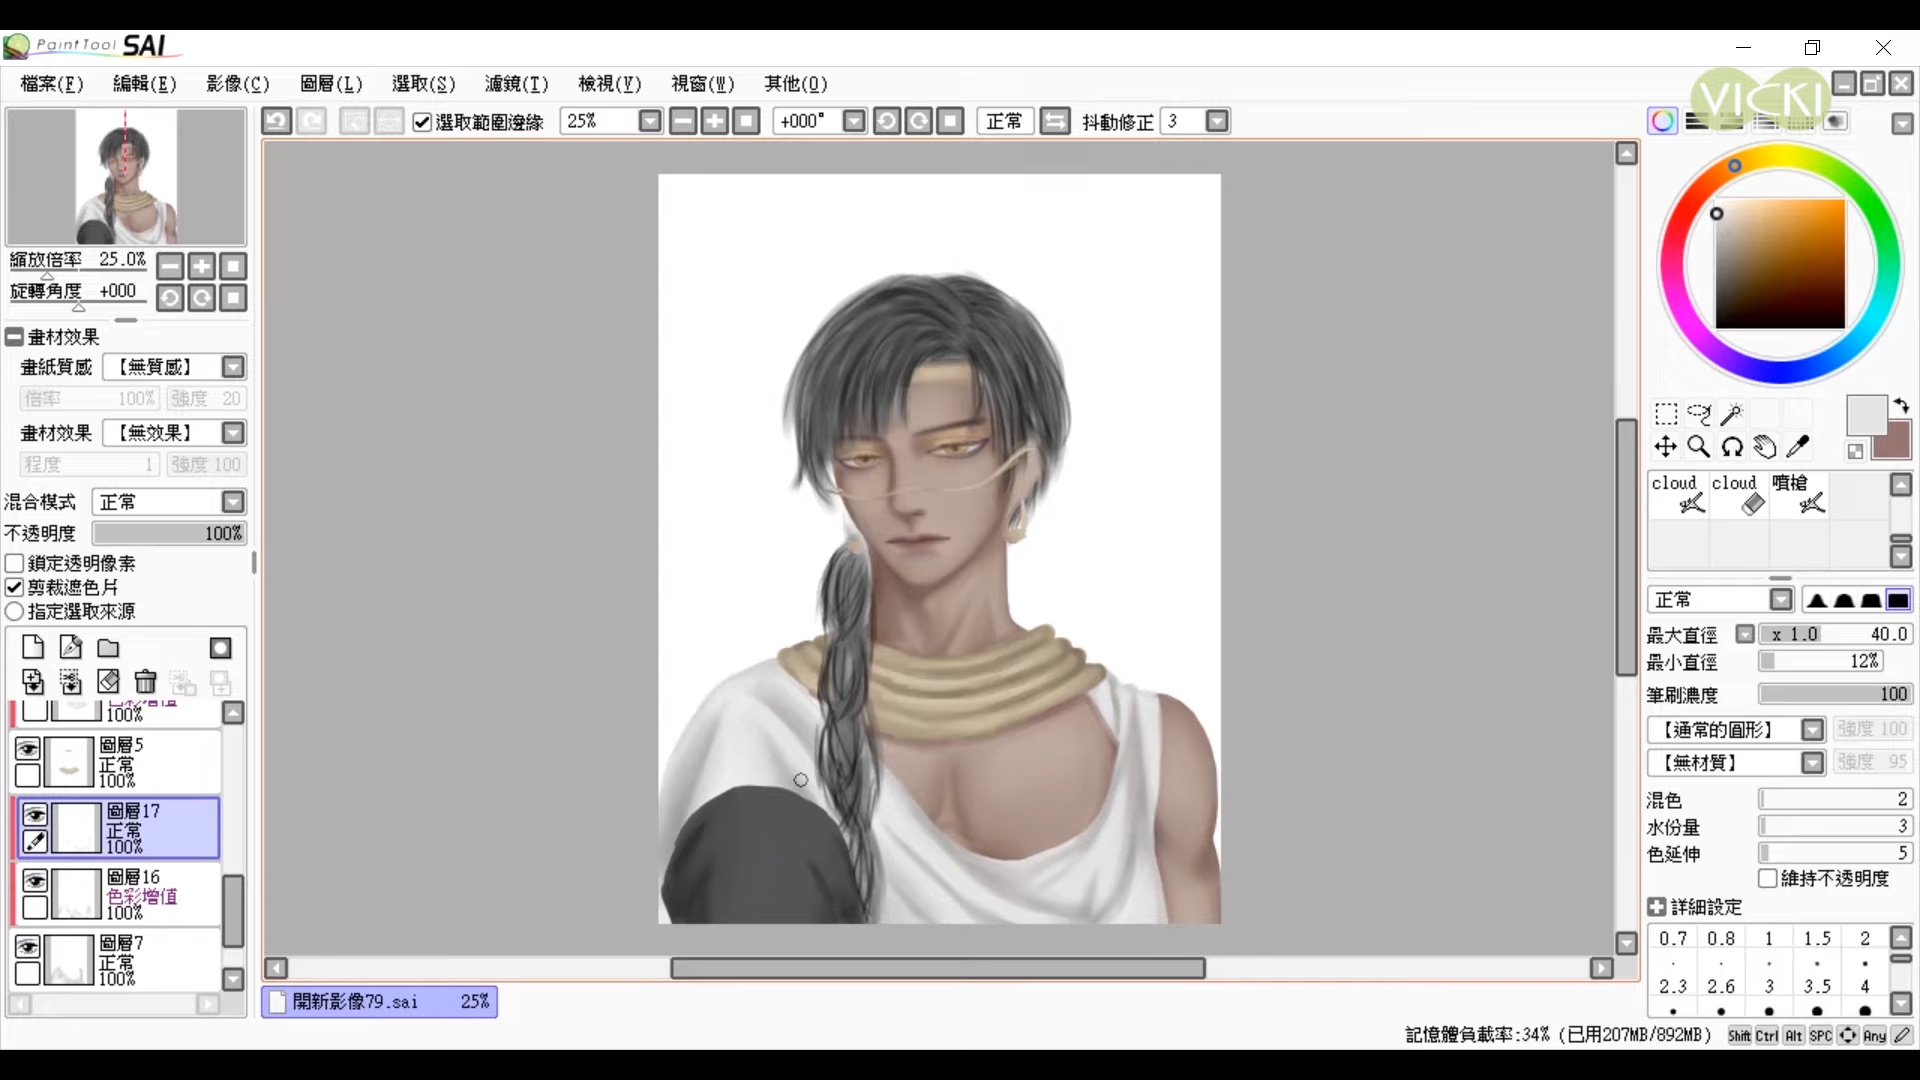 PaintTool SAI
VICKI
檔案(F) 編輯(E) 影像(C) 圖層(L) 選取(S) 濾鏡(T) 檢視(V) 視窗(W) 其他(O)
選取範圍邊緣 25% +000° 正常 抖動修正 3
縮放倍率 25.0%
旋轉角度 +000
畫材效果
畫紙質感 【無質感】
倍率 100% 強度 20
畫材效果 【無效果】
程度 1 強度 100
混合模式 正常
不透明度 100%
鎖定透明像素
剪裁遮色片
指定選取來源
色彩增值
100%
圖層5
正常
100%
圖層17
正常
100%
圖層16
色彩增值
100%
圖層7
正常
100%
開新影像79.sai 25%
cloud cloud 噴槍
正常
最大直徑 x 1.0 40.0
最小直徑 12%
筆刷濃度 100
【通常的圓形】 強度 100
【無材質】 強度 95
混色 2
水份量 3
色延伸 5
維持不透明度
詳細設定
0.7 0.8 1 1.5 2
2.3 2.6 3 3.5 4
記憶體負載率:34% (已用207MB/892MB) Shift Ctrl Alt SPC Any